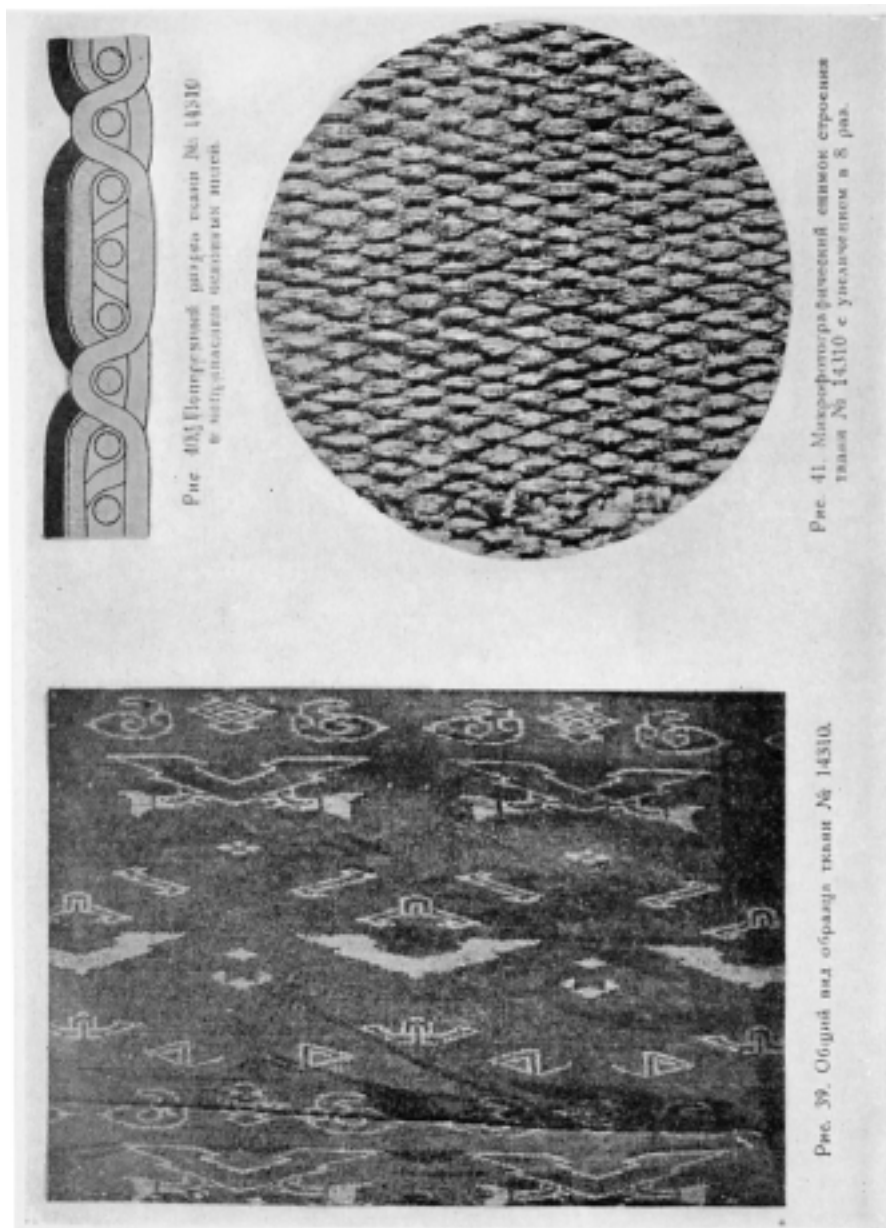 Рис. 39. Общий вид образца ткани № 14310.
Рис. 40. Поперечный разрез ткани № 14310
в направлении основных нитей.
Рис. 41. Микрофотографический снимок строения
ткани № 14310 с увеличением в 8 раз.